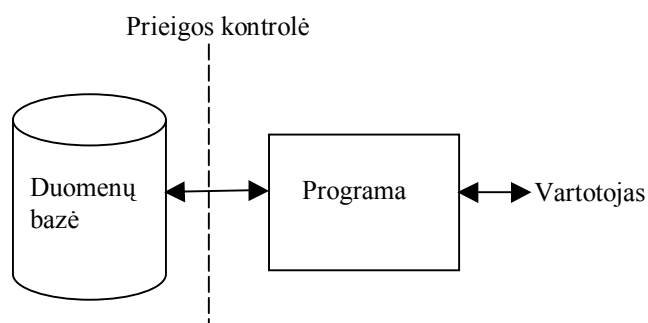 Prieigos kontrolė
Duomenų
bazė
Programa
Vartotojas